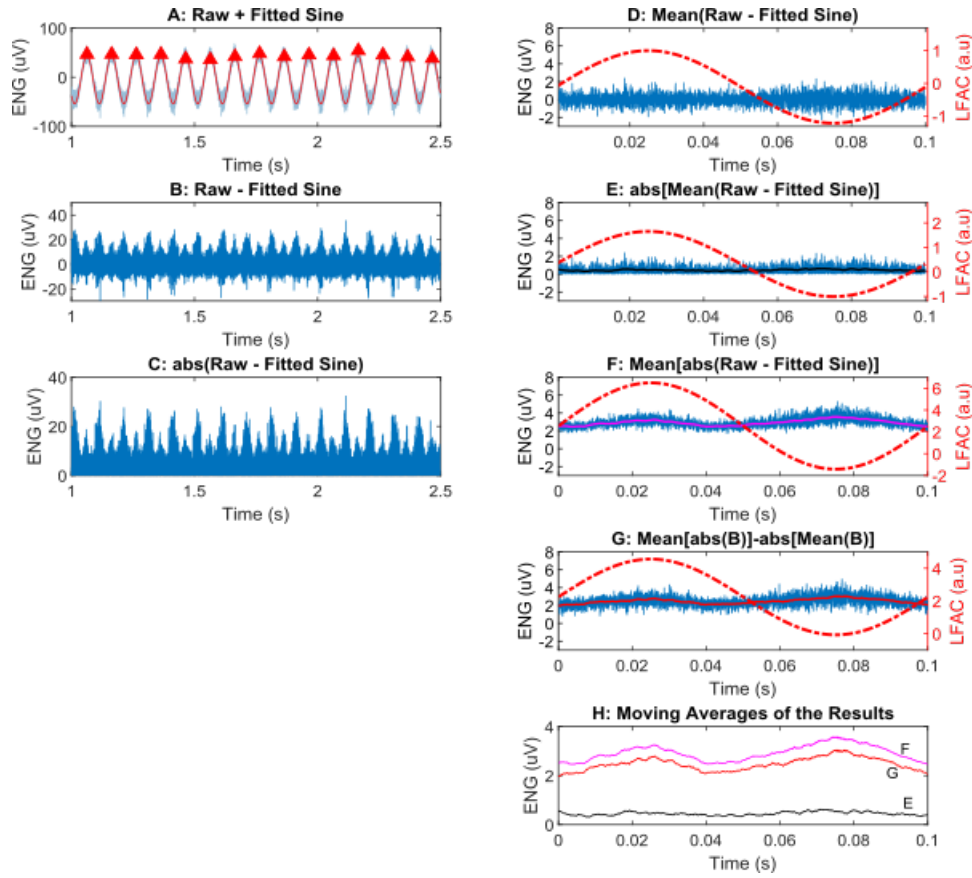 A: Raw + Fitted Sine
100
0
-100
ENG (uV)
1 1.5 2 2.5
Time (s)
B: Raw - Fitted Sine
40
20
0
-20
ENG (uV)
1 1.5 2 2.5
Time (s)
C: abs(Raw - Fitted Sine)
40
20
0
ENG (uV)
1 1.5 2 2.5
Time (s)
D: Mean(Raw - Fitted Sine)
8
6
4
2
0
-2
ENG (uV)
1
0
-1
LFAC (a.u)
0.02 0.04 0.06 0.08 0.1
Time (s)
E: abs[Mean(Raw - Fitted Sine)]
8
6
4
2
0
-2
ENG (uV)
2
1
0
-1
LFAC (a.u)
0.02 0.04 0.06 0.08 0.1
Time (s)
F: Mean[abs(Raw - Fitted Sine)]
8
6
4
2
0
-2
ENG (uV)
6
4
2
0
-2
LFAC (a.u)
0 0.02 0.04 0.06 0.08 0.1
Time (s)
G: Mean[abs(B)]-abs[Mean(B)]
8
6
4
2
0
-2
ENG (uV)
4
2
0
LFAC (a.u)
0 0.02 0.04 0.06 0.08 0.1
Time (s)
H: Moving Averages of the Results
4
2
0
ENG (uV)
F
G
E
0 0.02 0.04 0.06 0.08 0.1
Time (s)